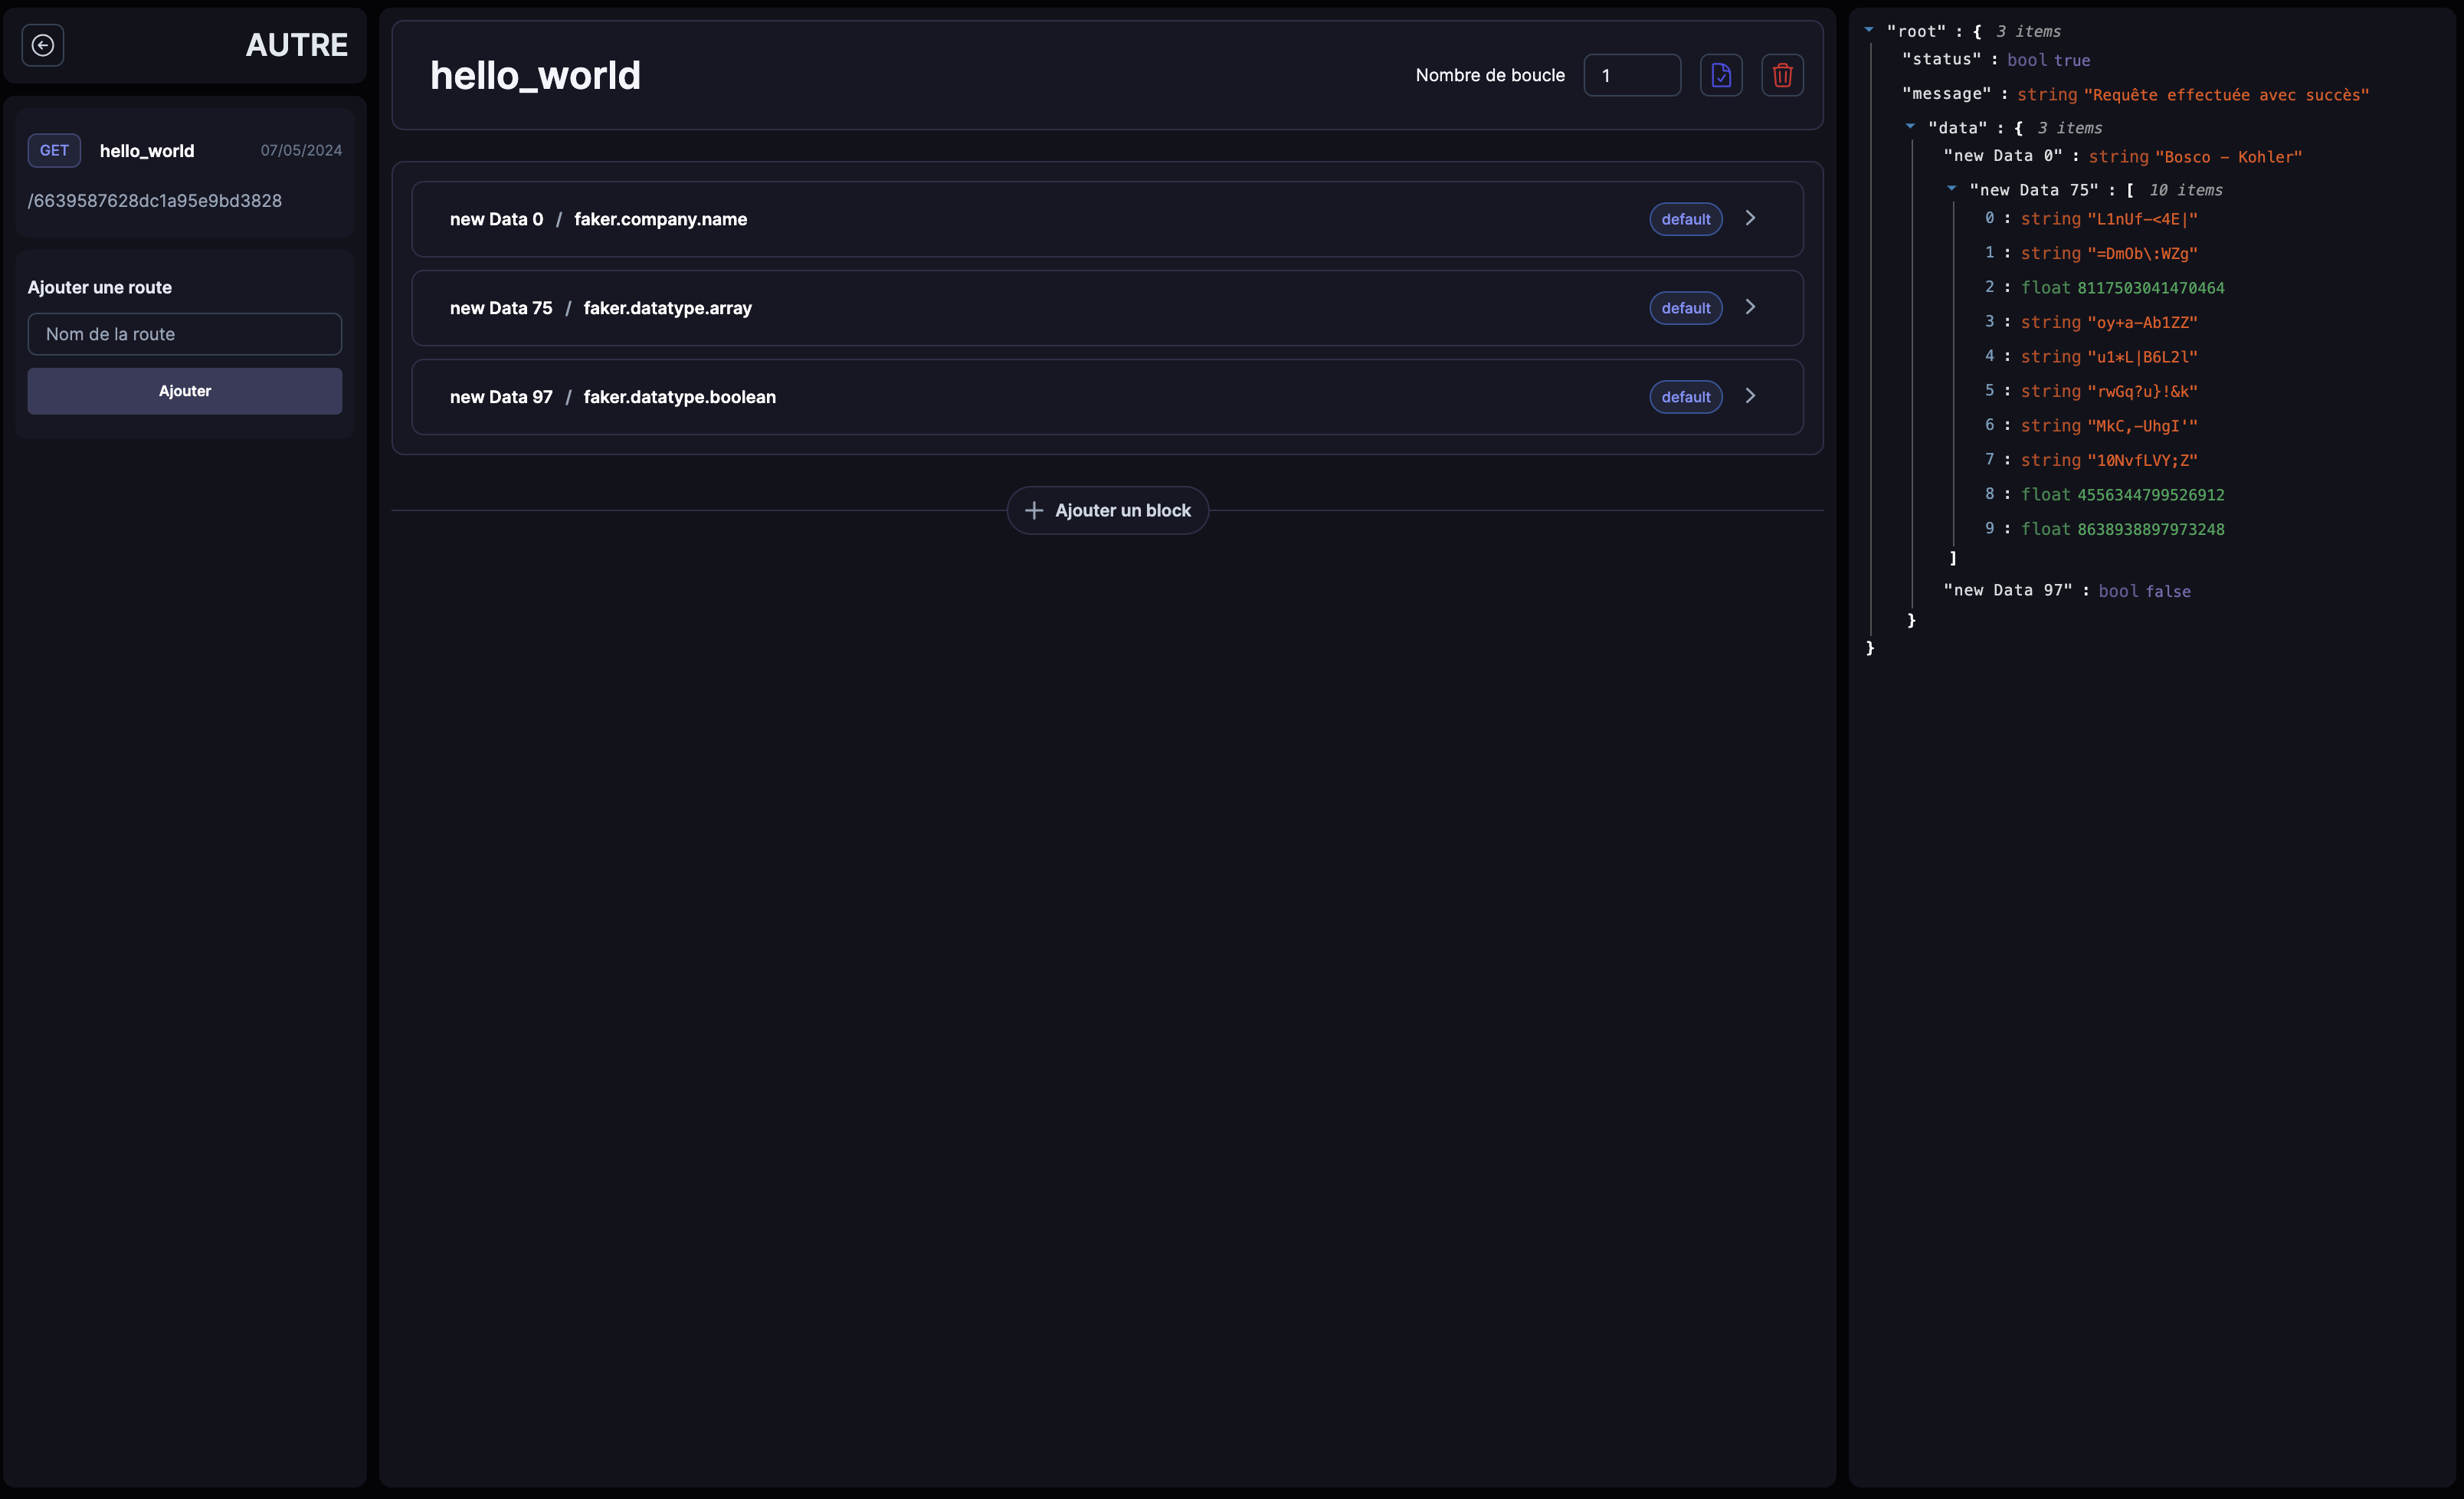 AUTRE
GET hello_world 07/05/2024
/6639587628dc1a95e9bd3828
Ajouter une route
Nom de la route
Ajouter
hello_world
Nombre de boucle 1
new Data 0 / faker.company.name default
new Data 75 / faker.datatype.array default
new Data 97 / faker.datatype.boolean default
Ajouter un block
"root" : { 3 items
"status" : bool true
"message" : string "Requête effectuée avec succès"
"data" : { 3 items
"new Data 0" : string "Bosco - Kohler"
"new Data 75" : [ 10 items
0 : string "L1nUf-<4E|"
1 : string "=DmOb\:WZg"
2 : float 8117503041470464
3 : string "oy+a-Ab1ZZ"
4 : string "u1*L|B6L2l"
5 : string "rwGq?u}!&k"
6 : string "MkC,-UhgI'"
7 : string "10NvfLVY;Z"
8 : float 4556344799526912
9 : float 8638938897973248
]
"new Data 97" : bool false
}
}